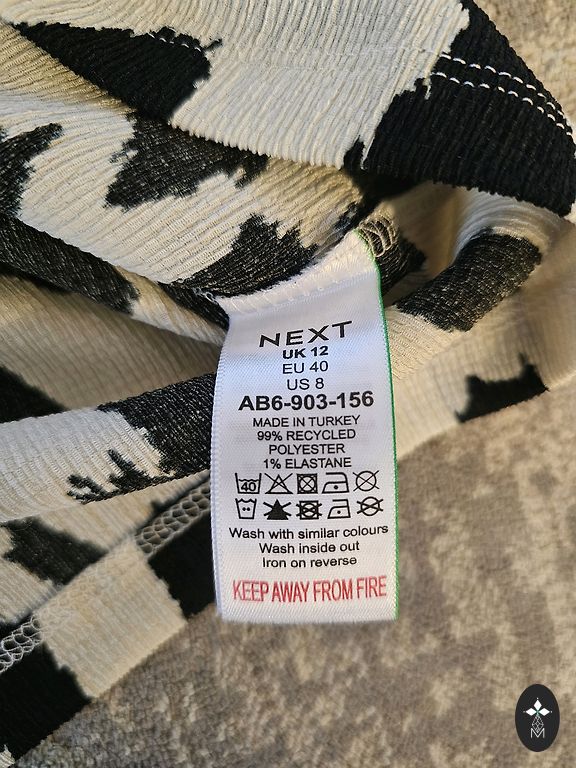 NEXT
UK 12
EU 40
US 8
AB6-903-156
MADE IN TURKEY
99% RECYCLED
POLYESTER
1% ELASTANE
40
Wash with similar colours
Wash inside out
Iron on reverse
KEEP AWAY FROM FIRE
M